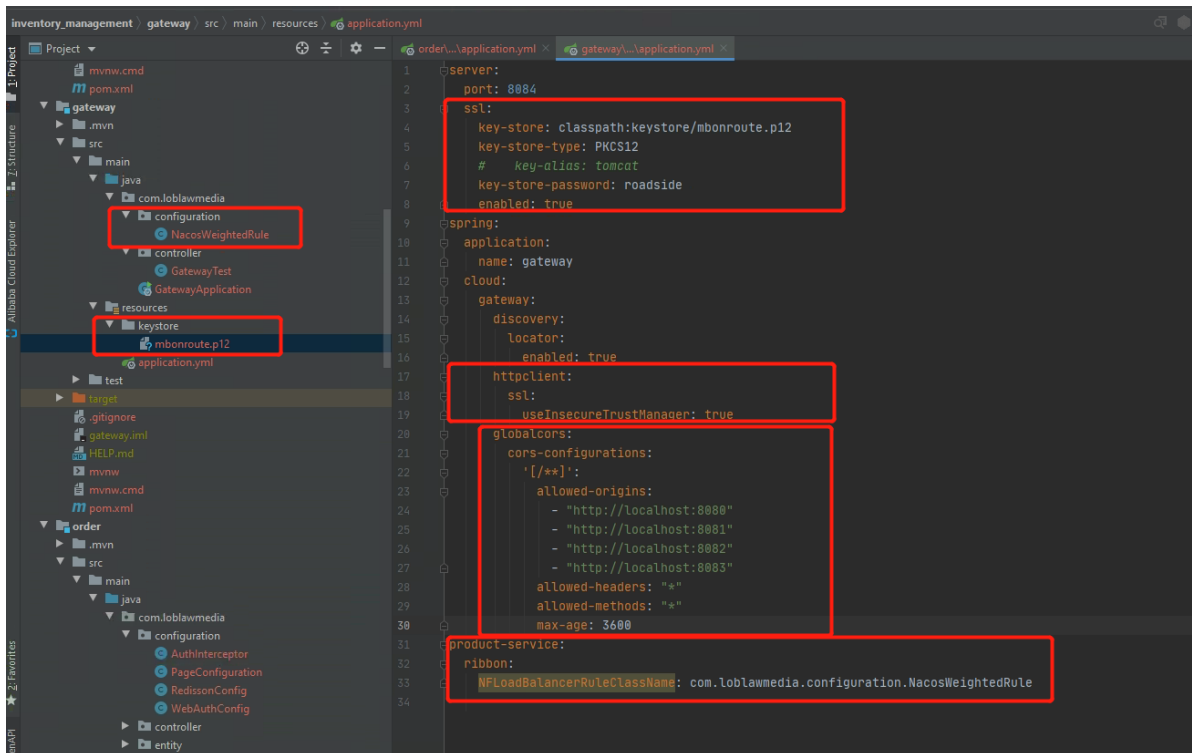 inventory_management gateway src main resources application.yml
Project
order\...\application.yml
gateway\...\application.yml
1: Project
Z: Structure
Alibaba Cloud Explorer
2: Favorites
mvnw.cmd
pom.xml
gateway
.mvn
src
main
java
com.loblawmedia
configuration
NacosWeightedRule
controller
GatewayTest
GatewayApplication
resources
keystore
mbonroute.p12
application.yml
test
target
.gitignore
gateway.iml
HELP.md
mvnw
mvnw.cmd
pom.xml
order
.mvn
src
main
java
com.loblawmedia
configuration
AuthInterceptor
PageConfiguration
RedissonConfig
WebAuthConfig
controller
entity
1 server:
2 port: 8084
3 ssl:
4 key-store: classpath:keystore/mbonroute.p12
5 key-store-type: PKCS12
6 # key-alias: tomcat
7 key-store-password: roadside
8 enabled: true
9 spring:
10 application:
11 name: gateway
12 cloud:
13 gateway:
14 discovery:
15 locator:
16 enabled: true
17 httpclient:
18 ssl:
19 useInsecureTrustManager: true
20 globalcors:
21 cors-configurations:
22 '[/**]':
23 allowed-origins:
24 - "http://localhost:8080"
25 - "http://localhost:8081"
26 - "http://localhost:8082"
27 - "http://localhost:8083"
28 allowed-headers: "*"
29 allowed-methods: "*"
30 max-age: 3600
31 product-service:
32 ribbon:
33 NFLoadBalancerRuleClassName: com.loblawmedia.configuration.NacosWeightedRule
34